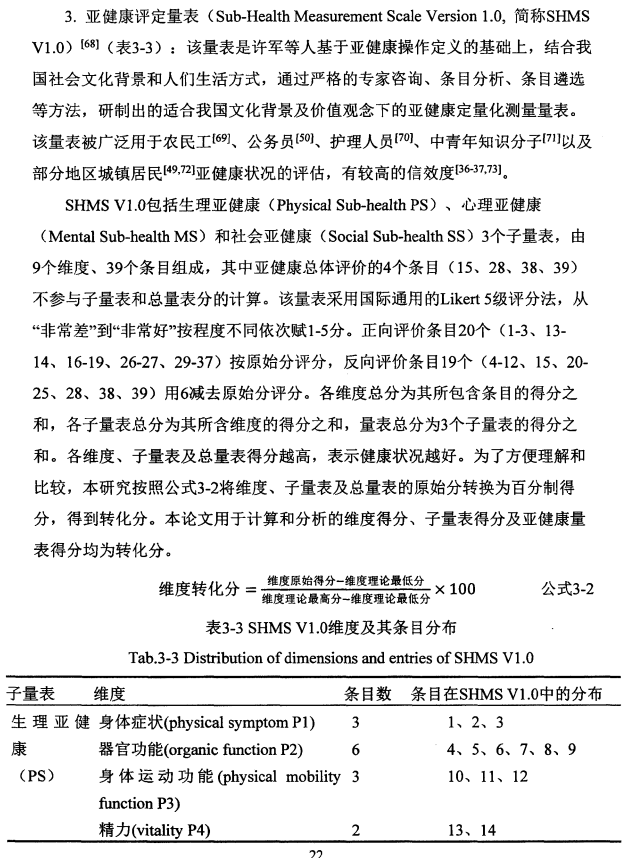 3. 亚健康评定量表（Sub-Health Measurement Scale Version 1.0, 简称SHMS
V1.0）[68]（表3-3）：该量表是许军等人基于亚健康操作定义的基础上，结合我
国社会文化背景和人们生活方式，通过严格的专家咨询、条目分析、条目遴选
等方法，研制出的适合我国文化背景及价值观念下的亚健康定量化测量量表。
该量表被广泛用于农民工[69]、公务员[50]、护理人员[70]、中青年知识分子[71]以及
部分地区城镇居民[49,72]亚健康状况的评估，有较高的信效度[36-37,73]。
SHMS V1.0包括生理亚健康（Physical Sub-health PS）、心理亚健康
（Mental Sub-health MS）和社会亚健康（Social Sub-health SS）3个子量表，由
9个维度、39个条目组成，其中亚健康总体评价的4个条目（15、28、38、39）
不参与子量表和总量表分的计算。该量表采用国际通用的Likert 5级评分法，从
“非常差”到“非常好”按程度不同依次赋1-5分。正向评价条目20个（1-3、13-
14、16-19、26-27、29-37）按原始分评分，反向评价条目19个（4-12、15、20-
25、28、38、39）用6减去原始分评分。各维度总分为其所包含条目的得分之
和，各子量表总分为其所含维度的得分之和，量表总分为3个子量表的得分之
和。各维度、子量表及总量表得分越高，表示健康状况越好。为了方便理解和
比较，本研究按照公式3-2将维度、子量表及总量表的原始分转换为百分制得
分，得到转化分。本论文用于计算和分析的维度得分、子量表得分及亚健康量
表得分均为转化分。
维度转化分 = 维度原始得分−维度理论最低分 / 维度理论最高分−维度理论最低分 × 100 公式3-2
表3-3 SHMS V1.0维度及其条目分布
Tab.3-3 Distribution of dimensions and entries of SHMS V1.0
子量表 维度 条目数 条目在SHMS V1.0中的分布
生理亚健 身体症状(physical symptom P1) 3 1、2、3
康 器官功能(organic function P2) 6 4、5、6、7、8、9
（PS） 身体运动功能(physical mobility 3 10、11、12
function P3)
精力(vitality P4) 2 13、14
22